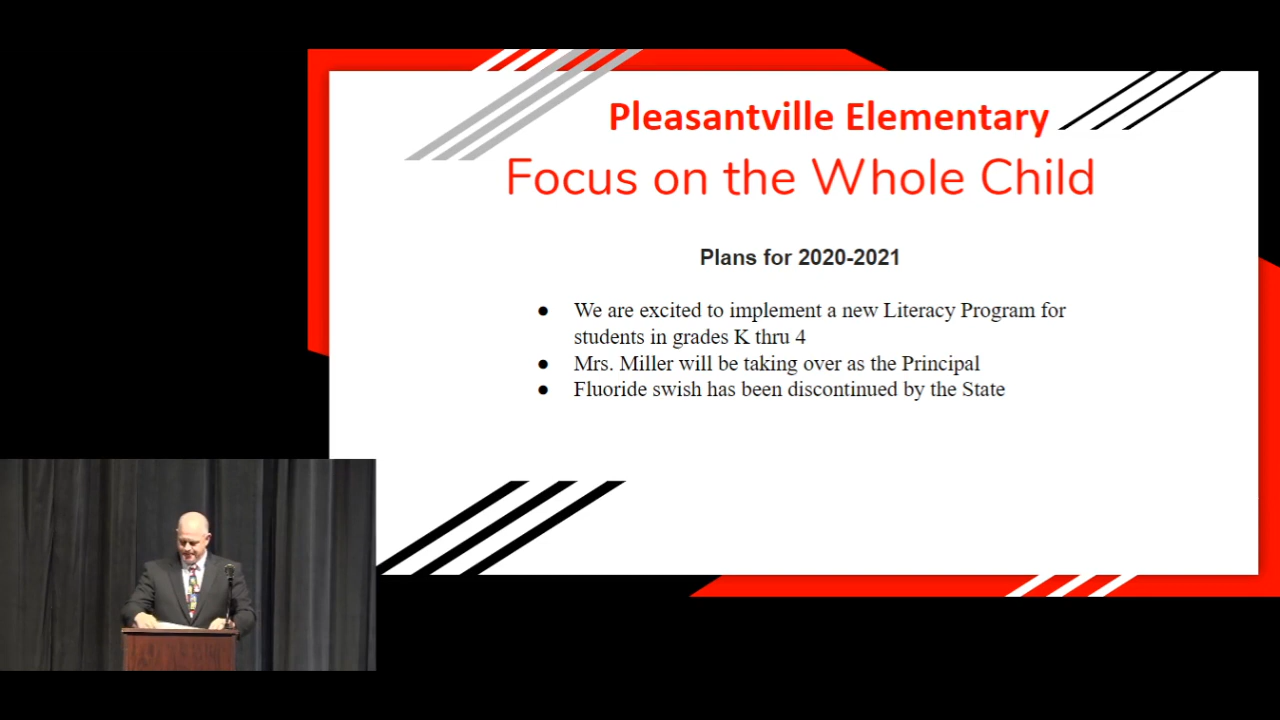 Pleasantville Elementary
Focus on the Whole Child
Plans for 2020-2021
● We are excited to implement a new Literacy Program for
students in grades K thru 4
● Mrs. Miller will be taking over as the Principal
● Fluoride swish has been discontinued by the State